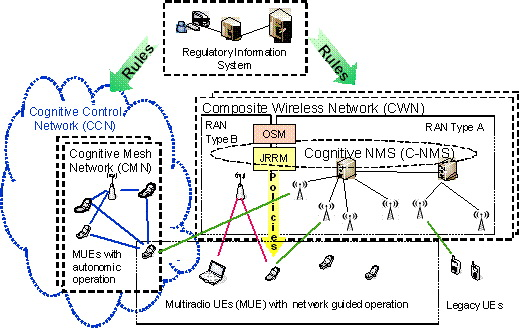 Regulatory Information
System
Rules
Rules
Cognitive Control
Network (CCN)
Cognitive Mesh
Network (CMN)
MUEs with
autonomic
operation
Composite Wireless Network (CWN)
RAN
Type B
OSM
RAN Type A
JRRM
Cognitive NMS (C-NMS)
Policies
Multiradio UEs (MUE) with network guided operation
Legacy UEs